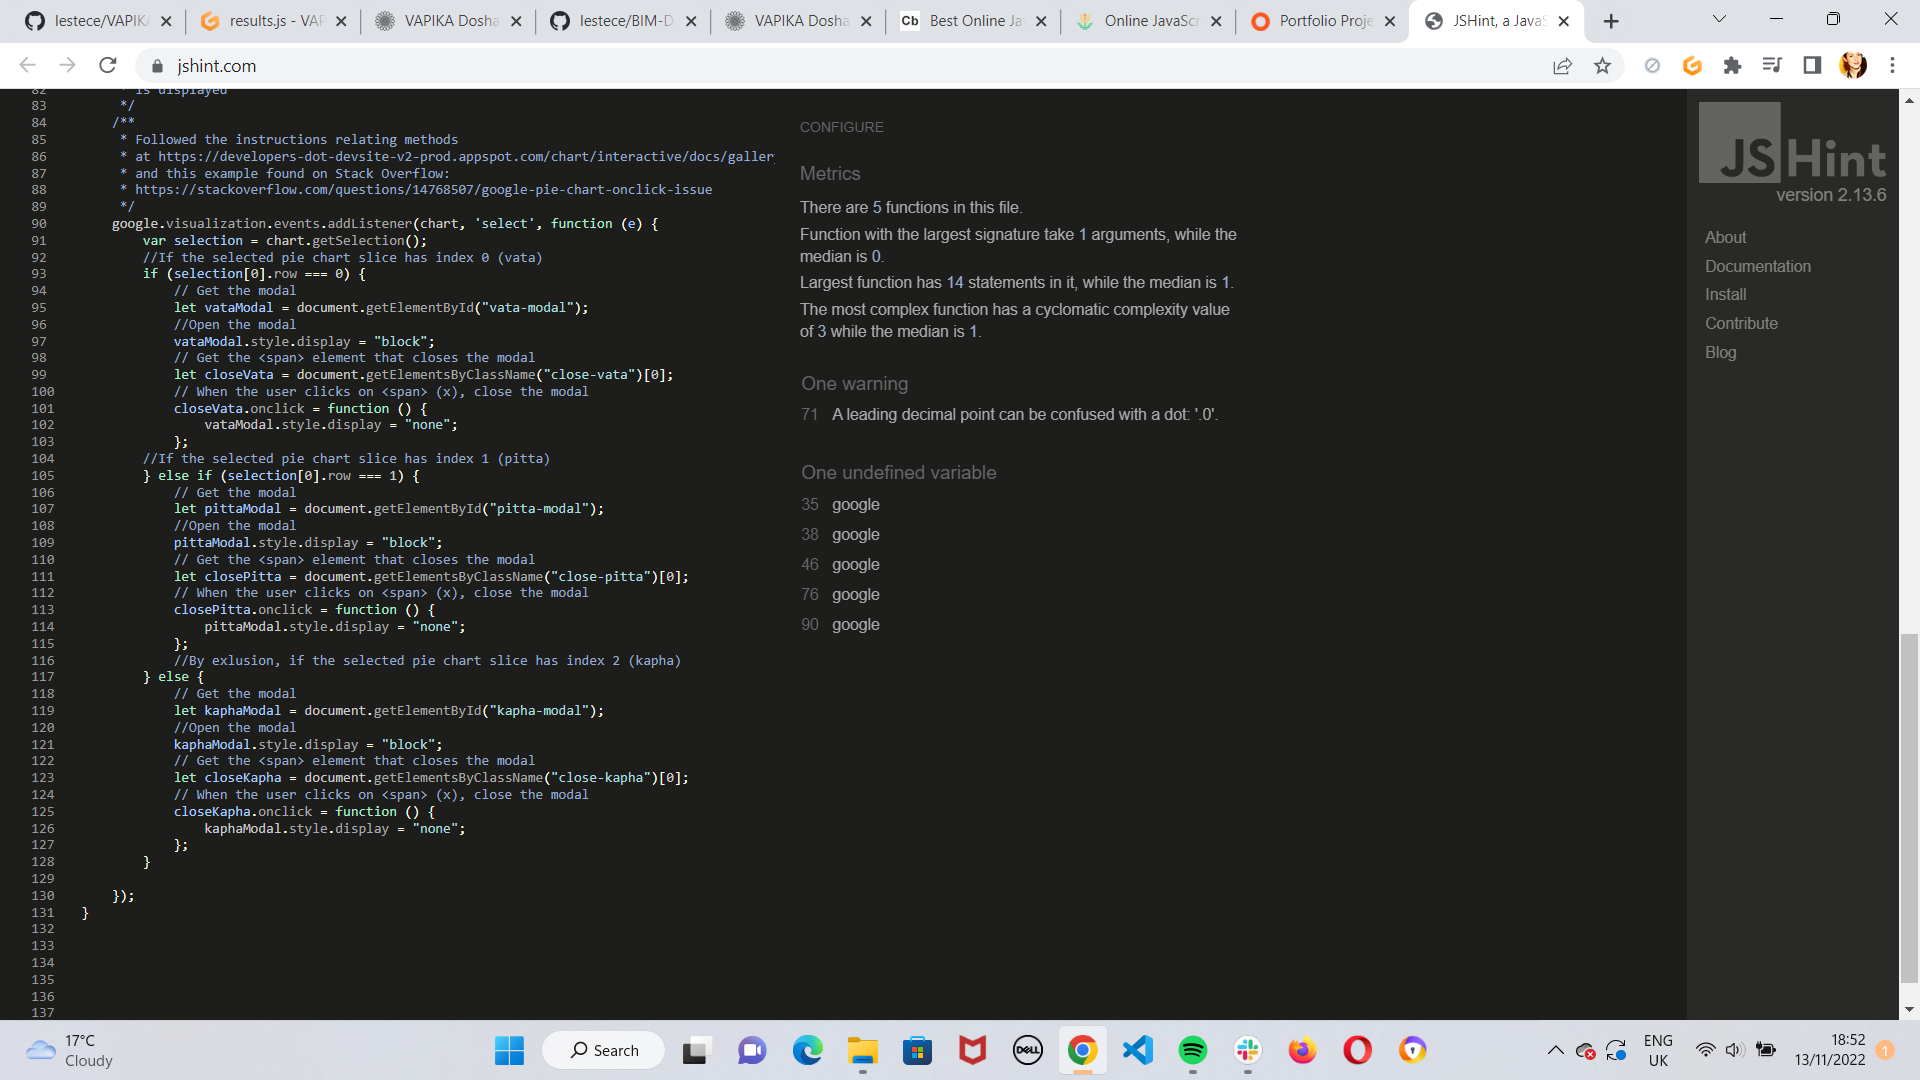 lestece/VAPIKA
results.js - VAP
VAPIKA Dosha
lestece/BIM-D
VAPIKA Dosha
Cb Best Online Ja
Online JavaScr
Portfolio Proje
JSHint, a JavaS
jshint.com
82 * is displayed
83 */
84 /**
85 * Followed the instructions relating methods
86 * at https://developers-dot-devsite-v2-prod.appspot.com/chart/interactive/docs/galler
87 * and this example found on Stack Overflow:
88 * https://stackoverflow.com/questions/14768507/google-pie-chart-onclick-issue
89 */
90 google.visualization.events.addListener(chart, 'select', function (e) {
91 var selection = chart.getSelection();
92 //If the selected pie chart slice has index 0 (vata)
93 if (selection[0].row === 0) {
94 // Get the modal
95 let vataModal = document.getElementById("vata-modal");
96 //Open the modal
97 vataModal.style.display = "block";
98 // Get the <span> element that closes the modal
99 let closeVata = document.getElementsByClassName("close-vata")[0];
100 // When the user clicks on <span> (x), close the modal
101 closeVata.onclick = function () {
102 vataModal.style.display = "none";
103 };
104 //If the selected pie chart slice has index 1 (pitta)
105 } else if (selection[0].row === 1) {
106 // Get the modal
107 let pittaModal = document.getElementById("pitta-modal");
108 //Open the modal
109 pittaModal.style.display = "block";
110 // Get the <span> element that closes the modal
111 let closePitta = document.getElementsByClassName("close-pitta")[0];
112 // When the user clicks on <span> (x), close the modal
113 closePitta.onclick = function () {
114 pittaModal.style.display = "none";
115 };
116 //By exlusion, if the selected pie chart slice has index 2 (kapha)
117 } else {
118 // Get the modal
119 let kaphaModal = document.getElementById("kapha-modal");
120 //Open the modal
121 kaphaModal.style.display = "block";
122 // Get the <span> element that closes the modal
123 let closeKapha = document.getElementsByClassName("close-kapha")[0];
124 // When the user clicks on <span> (x), close the modal
125 closeKapha.onclick = function () {
126 kaphaModal.style.display = "none";
127 };
128 }
129
130 });
131 }
132
133
134
135
136
137
CONFIGURE
Metrics
There are 5 functions in this file.
Function with the largest signature take 1 arguments, while the
median is 0.
Largest function has 14 statements in it, while the median is 1.
The most complex function has a cyclomatic complexity value
of 3 while the median is 1.
One warning
71 A leading decimal point can be confused with a dot: '.0'.
One undefined variable
35 google
38 google
46 google
76 google
90 google
JSHint
version 2.13.6
About
Documentation
Install
Contribute
Blog
17°C
Cloudy
Search
DELL
ENG
UK
18:52
13/11/2022
1